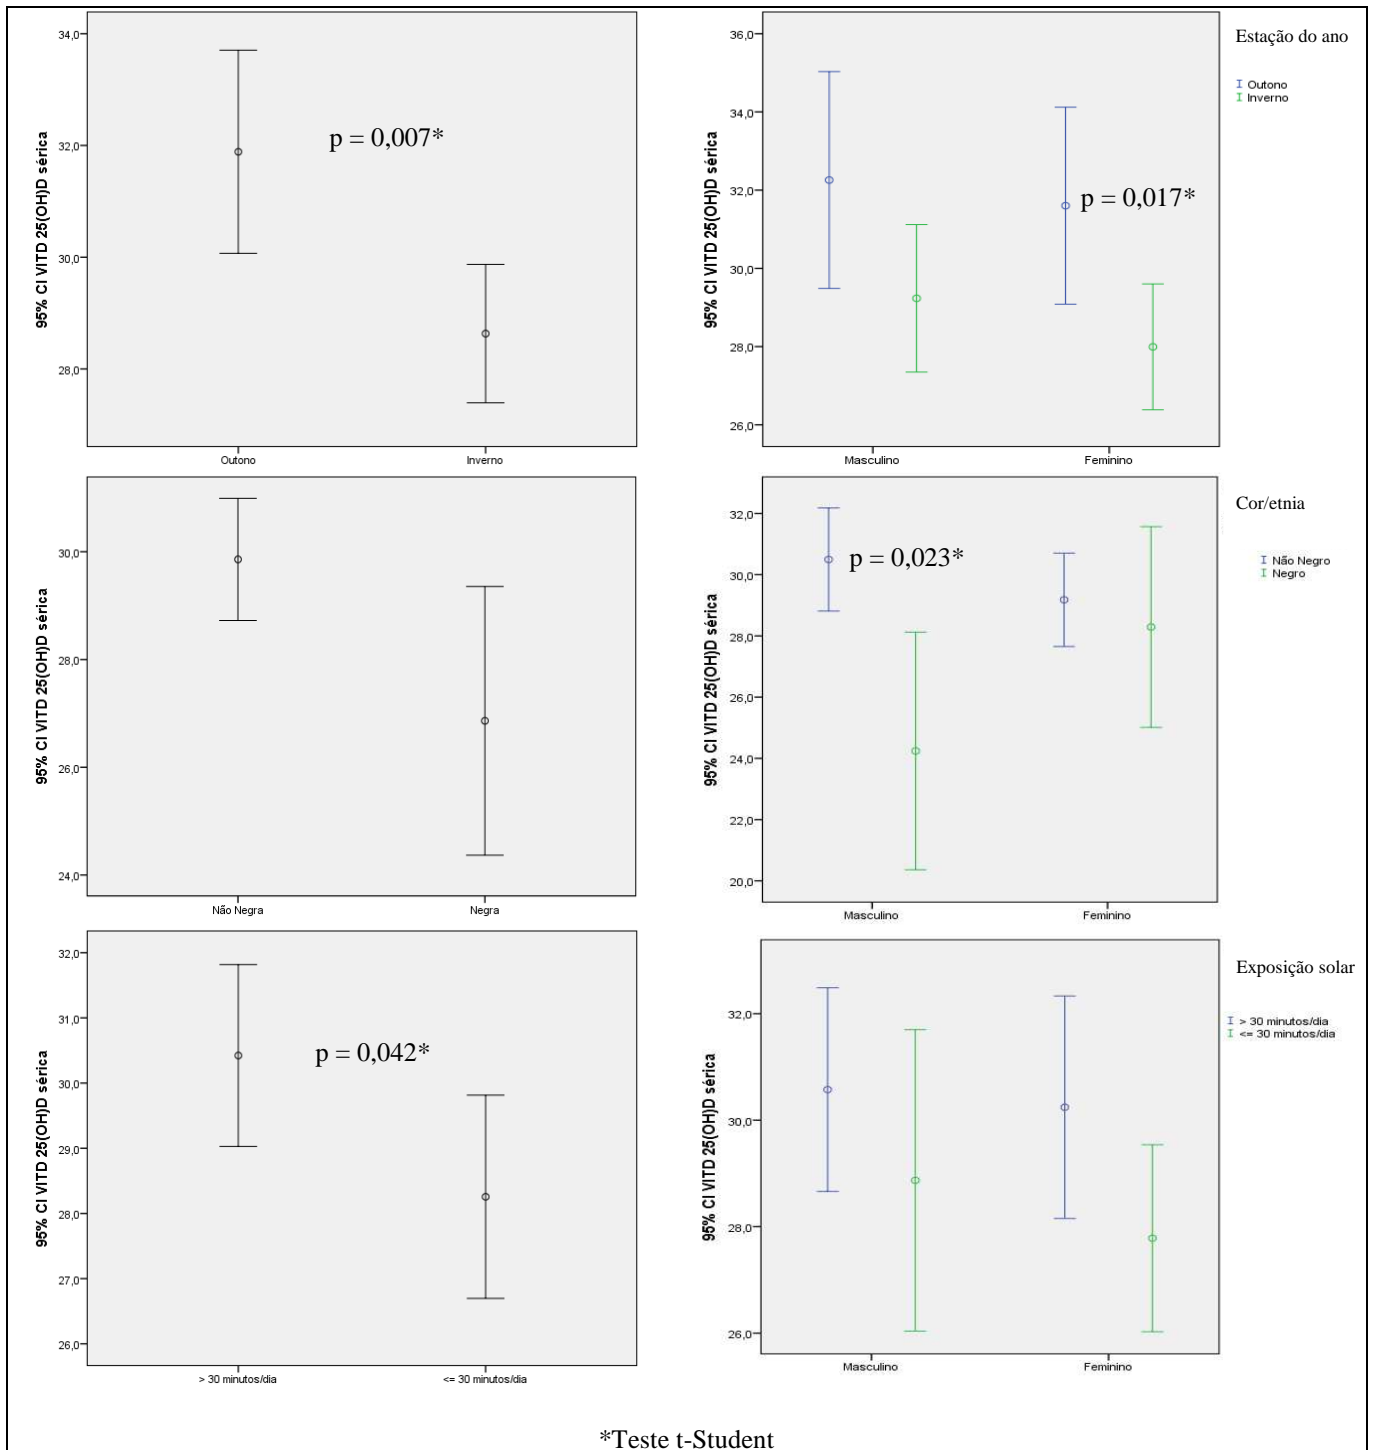 95% CI VITD 25(OH)D sérica
34,0
32,0
30,0
28,0
p = 0,007*
Outono
Inverno
95% CI VITD 25(OH)D sérica
36,0
34,0
32,0
30,0
28,0
26,0
p = 0,017*
Masculino
Feminino
Estação do ano
Outono
Inverno
95% CI VITD 25(OH)D sérica
30,0
28,0
26,0
24,0
Não Negra
Negra
95% CI VITD 25(OH)D sérica
32,0
30,0
28,0
26,0
24,0
22,0
20,0
p = 0,023*
Masculino
Feminino
Cor/etnia
Não Negro
Negro
95% CI VITD 25(OH)D sérica
32,0
31,0
30,0
29,0
28,0
27,0
26,0
p = 0,042*
> 30 minutos/dia
<= 30 minutos/dia
95% CI VITD 25(OH)D sérica
32,0
30,0
28,0
26,0
Masculino
Feminino
Exposição solar
> 30 minutos/dia
<= 30 minutos/dia
*Teste t-Student